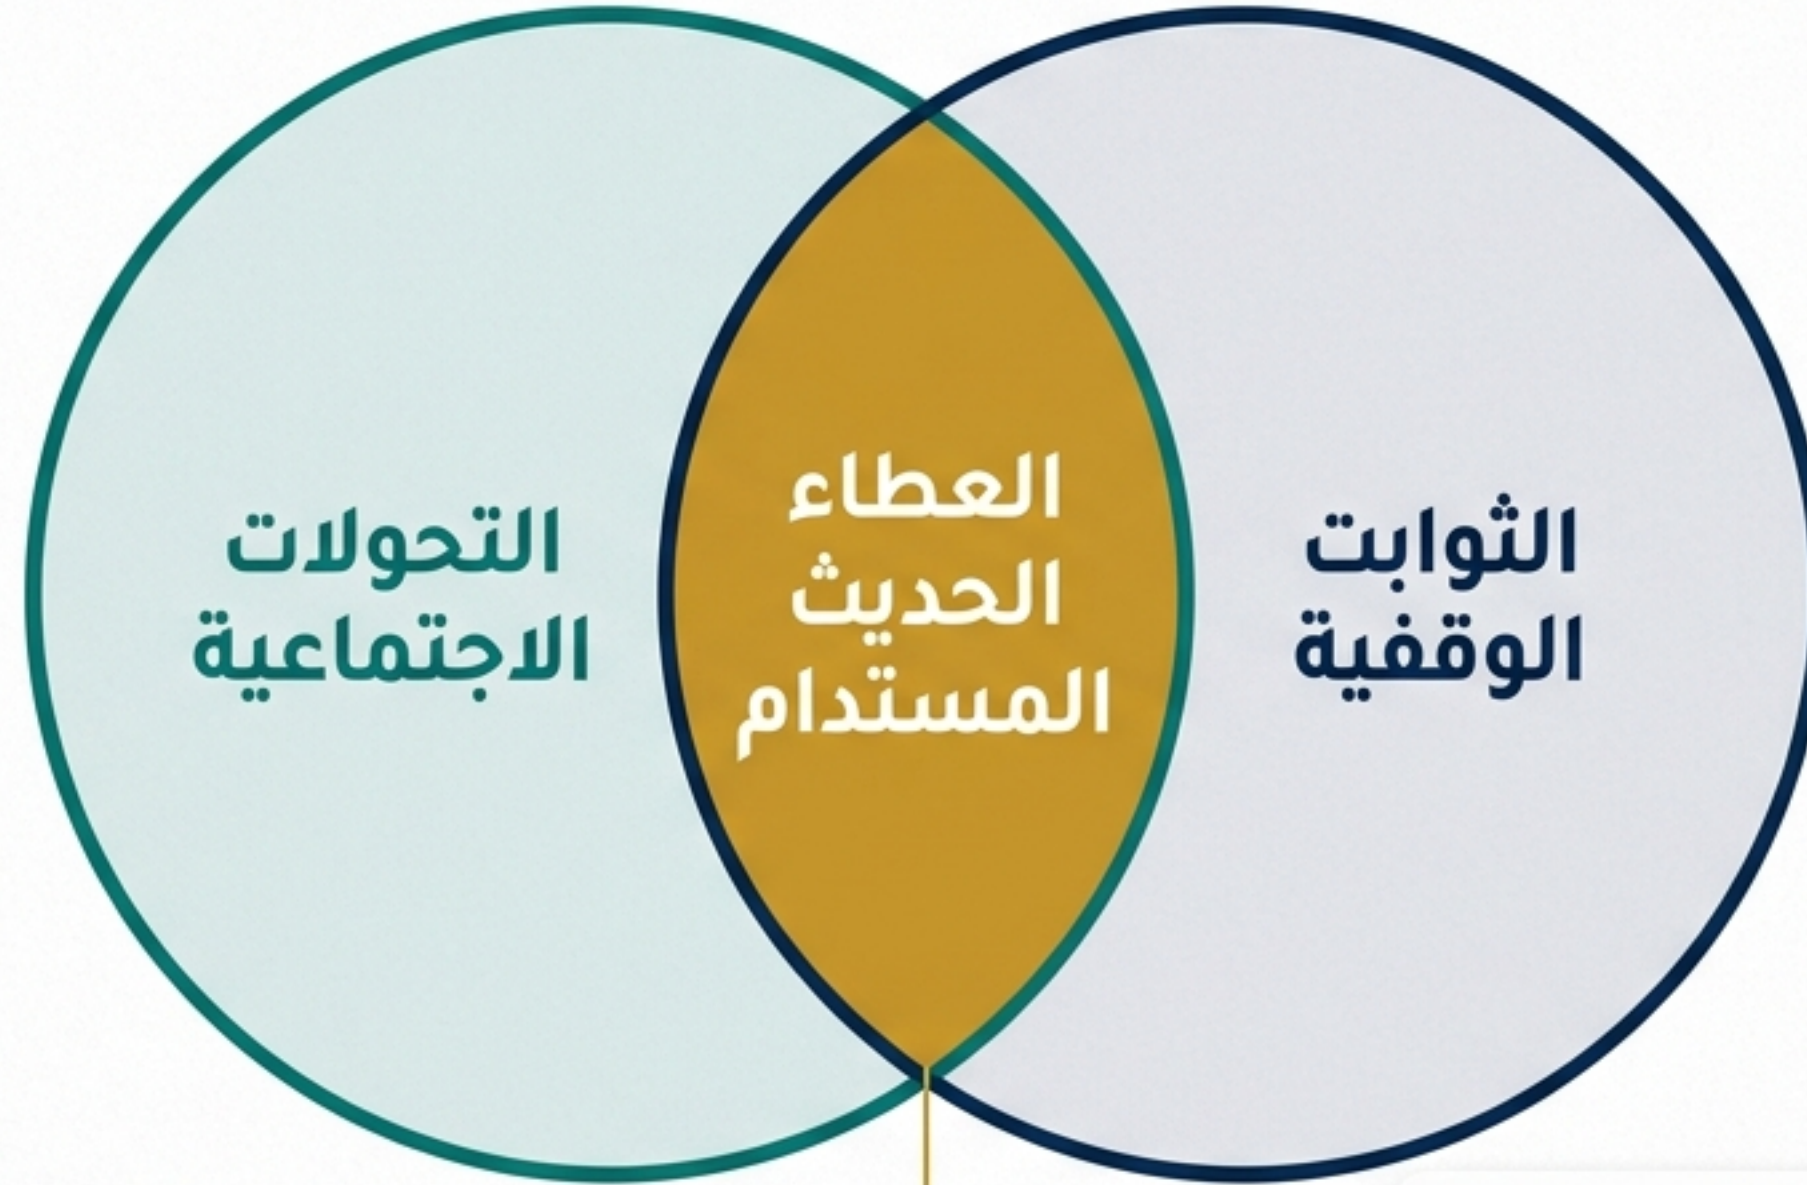 الثوابت
الوقفية
العطاء
الحديث
المستدام
التحولات
الاجتماعية